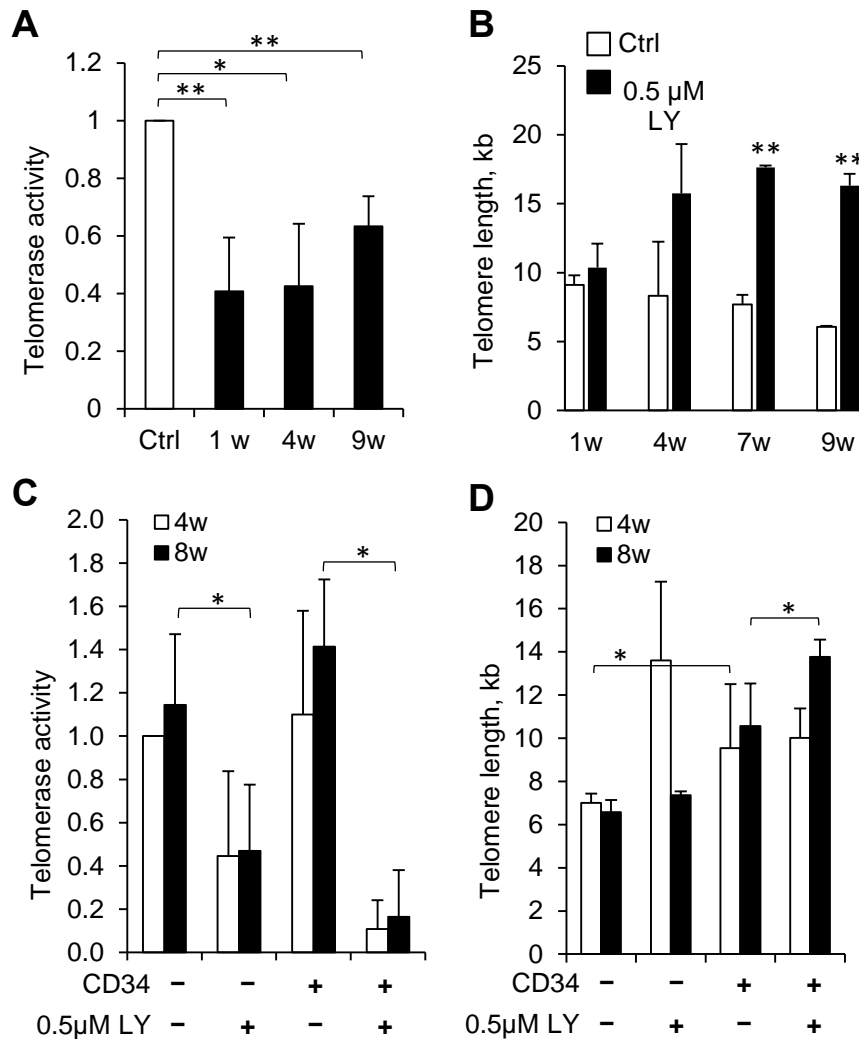 A
Telomerase activity
1.2
1
0.8
0.6
0.4
0.2
0
**
*
**
Ctrl 1 w 4w 9w
B
Ctrl
0.5 µM
LY
Telomere length, kb
25
20
15
10
5
0
** **
1w 4w 7w 9w
C
4w
8w
Telomerase activity
2.0
1.8
1.6
1.4
1.2
1.0
0.8
0.6
0.4
0.2
0.0
*
*
CD34 − − + +
0.5µM LY − + − +
D
4w
8w
Telomere length, kb
20
18
16
14
12
10
8
6
4
2
0
*
*
− − + +
− + − +